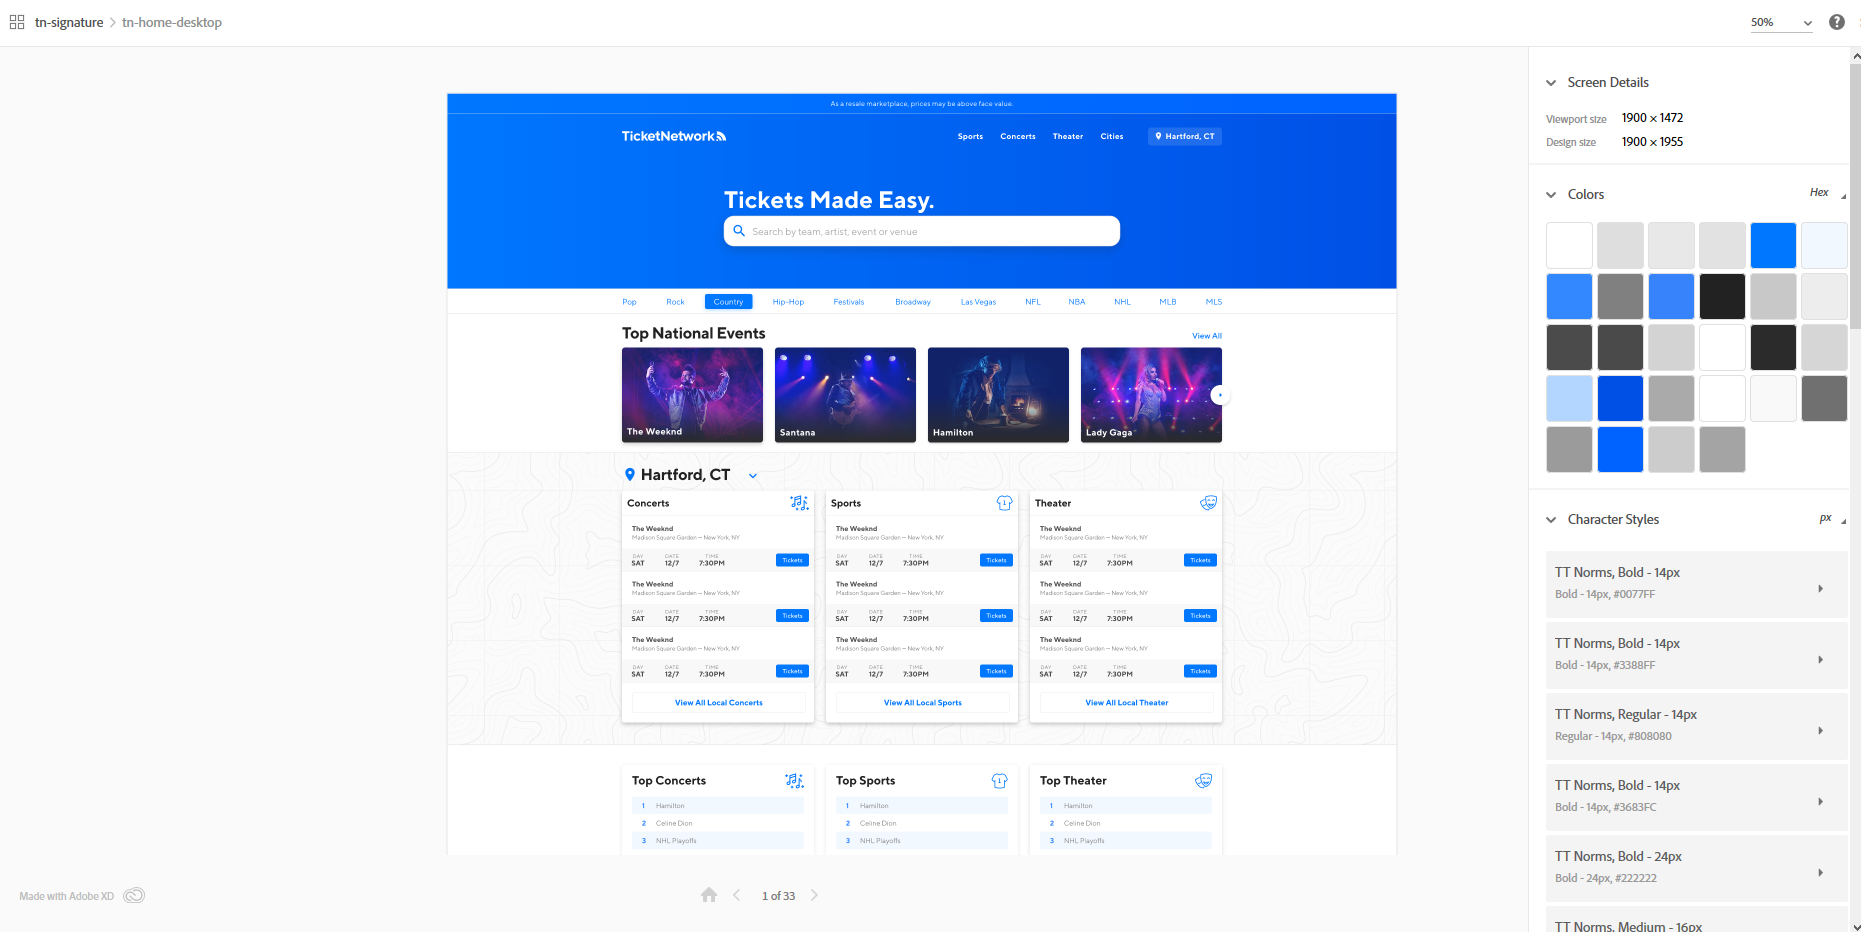 tn-signature > tn-home-desktop
50%
As a resale marketplace, prices may be above face value.
TicketNetwork
Sports Concerts Theater Cities Hartford, CT
Tickets Made Easy.
Search by team, artist, event or venue
Pop Rock Country Hip-Hop Festivals Broadway Las Vegas NFL NBA NHL MLB MLS
Top National Events
View All
The Weeknd
Santana
Hamilton
Lady Gaga
Hartford, CT
Concerts
The Weeknd
Madison Square Garden – New York, NY
DAY DATE TIME
SAT 12/7 7:30PM
Tickets
The Weeknd
Madison Square Garden – New York, NY
DAY DATE TIME
SAT 12/7 7:30PM
Tickets
The Weeknd
Madison Square Garden – New York, NY
DAY DATE TIME
SAT 12/7 7:30PM
Tickets
View All Local Concerts
Sports
The Weeknd
Madison Square Garden – New York, NY
DAY DATE TIME
SAT 12/7 7:30PM
Tickets
The Weeknd
Madison Square Garden – New York, NY
DAY DATE TIME
SAT 12/7 7:30PM
Tickets
The Weeknd
Madison Square Garden – New York, NY
DAY DATE TIME
SAT 12/7 7:30PM
Tickets
View All Local Sports
Theater
The Weeknd
Madison Square Garden – New York, NY
DAY DATE TIME
SAT 12/7 7:30PM
Tickets
The Weeknd
Madison Square Garden – New York, NY
DAY DATE TIME
SAT 12/7 7:30PM
Tickets
The Weeknd
Madison Square Garden – New York, NY
DAY DATE TIME
SAT 12/7 7:30PM
Tickets
View All Local Theater
Top Concerts
1 Hamilton
2 Celine Dion
3 NHL Playoffs
Top Sports
1 Hamilton
2 Celine Dion
3 NHL Playoffs
Top Theater
1 Hamilton
2 Celine Dion
3 NHL Playoffs
Made with Adobe XD
1 of 33
Screen Details
Viewport size 1900 × 1472
Design size 1900 × 1955
Colors
Hex
Character Styles
px
TT Norms, Bold - 14px
Bold - 14px, #0077FF
TT Norms, Bold - 14px
Bold - 14px, #3388FF
TT Norms, Regular - 14px
Regular - 14px, #808080
TT Norms, Bold - 14px
Bold - 14px, #3683FC
TT Norms, Bold - 24px
Bold - 24px, #222222
TT Norms, Medium - 16px